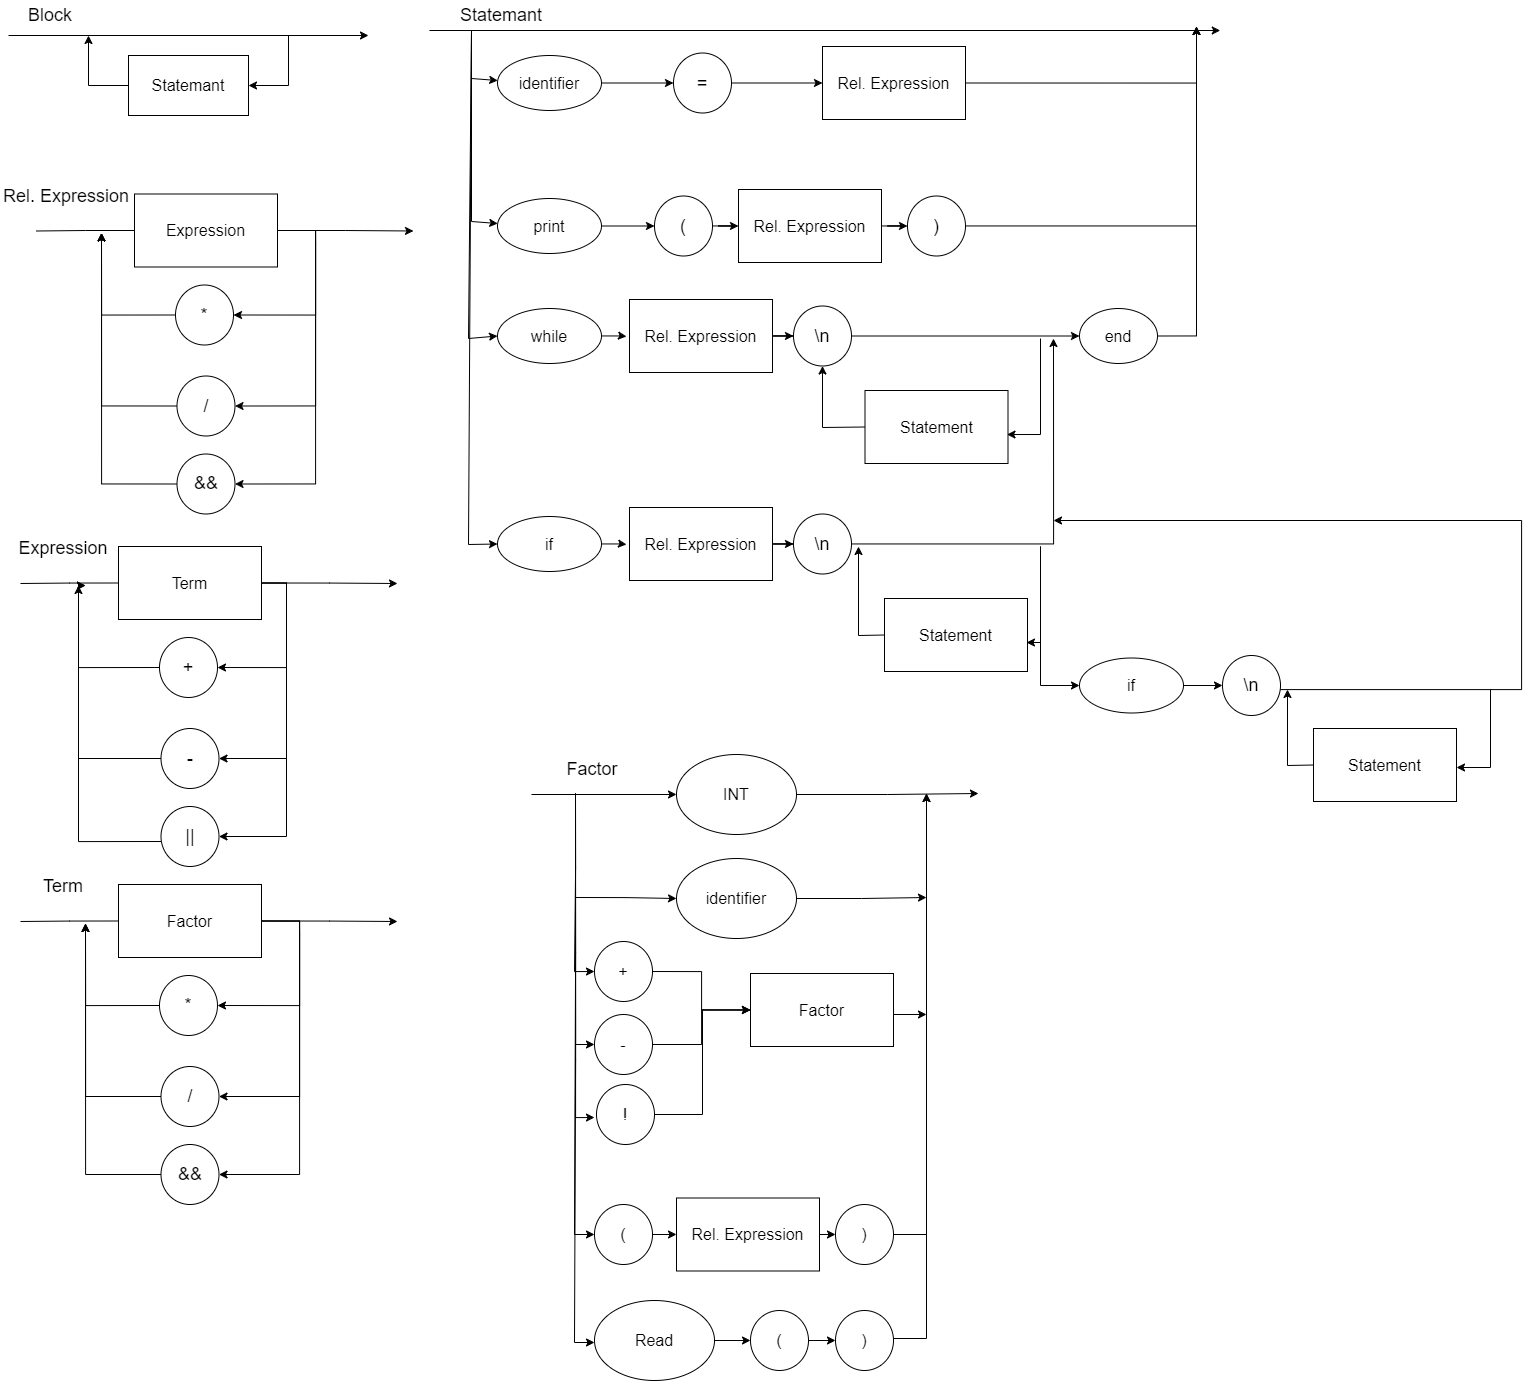 Block
Statemant
Rel. Expression
Expression
*
/
&&
Expression
Term
+
-
||
Term
Factor
*
/
&&
Statemant
identifier
=
Rel. Expression
print
(
Rel. Expression
)
while
Rel. Expression
\n
end
Statement
if
Rel. Expression
\n
Statement
if
\n
Statement
Factor
INT
identifier
+
-
!
Factor
(
Rel. Expression
)
Read
(
)